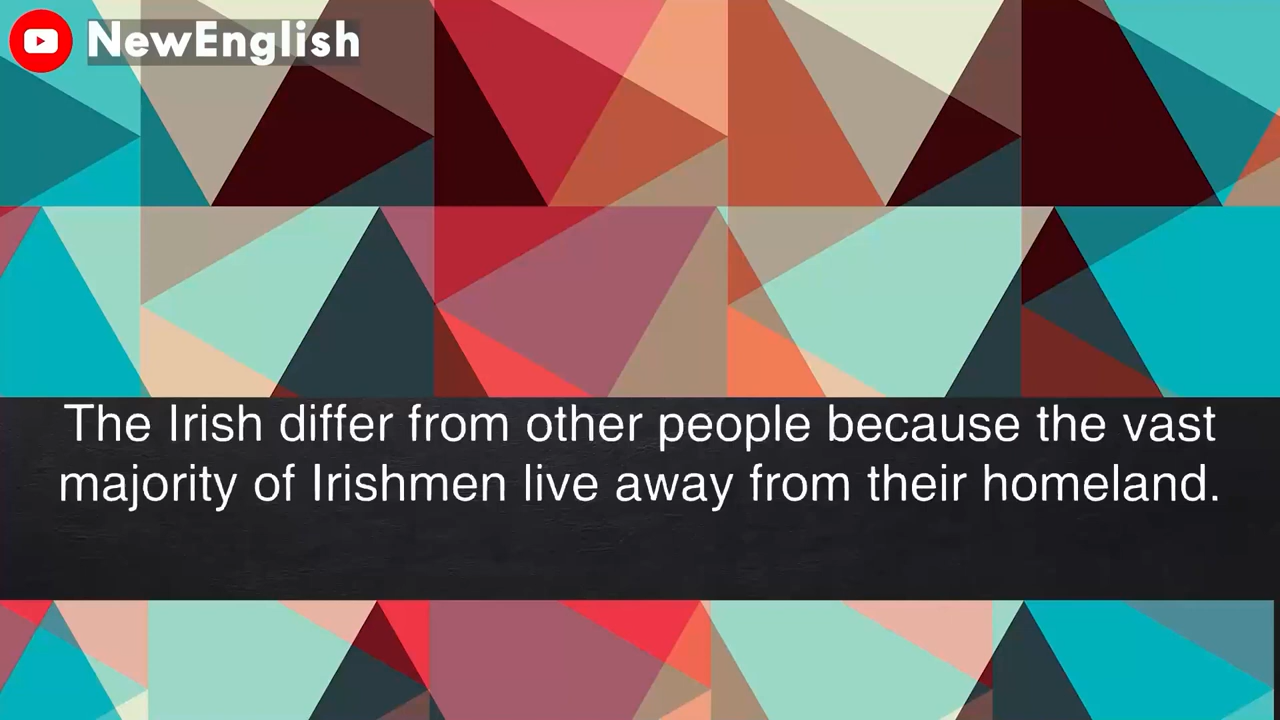 NewEnglish
The Irish differ from other people because the vast
majority of Irishmen live away from their homeland.